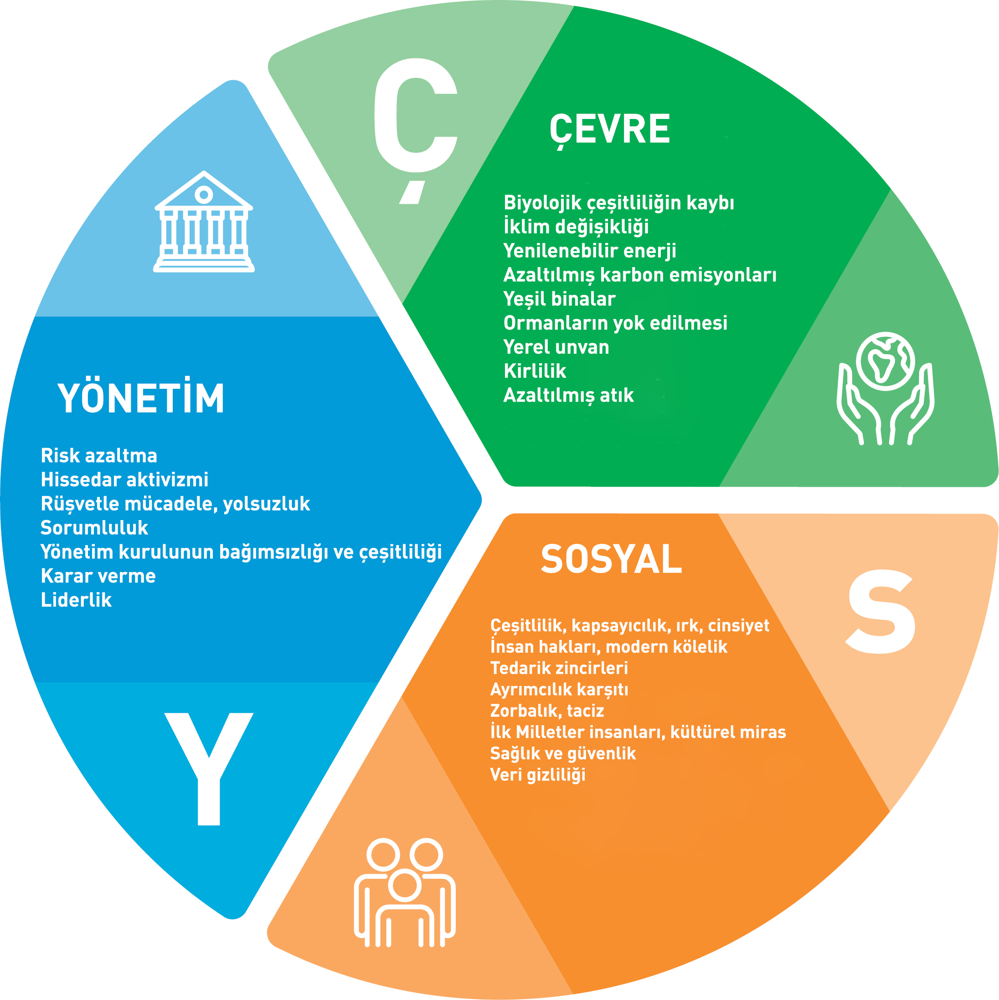 Ç
ÇEVRE
Biyolojik çeşitliliğin kaybı
İklim değişikliği
Yenilenebilir enerji
Azaltılmış karbon emisyonları
Yeşil binalar
Ormanların yok edilmesi
Yerel unvan
Kirlilik
Azaltılmış atık
YÖNETİM
Risk azaltma
Hissedar aktivizmi
Rüşvetle mücadele, yolsuzluk
Sorumluluk
Yönetim kurulunun bağımsızlığı ve çeşitliliği
Karar verme
Liderlik
Y
SOSYAL
S
Çeşitlilik, kapsayıcılık, ırk, cinsiyet
İnsan hakları, modern kölelik
Tedarik zincirleri
Ayrımcılık karşıtı
Zorbalık, taciz
İlk Milletler insanları, kültürel miras
Sağlık ve güvenlik
Veri gizliliği